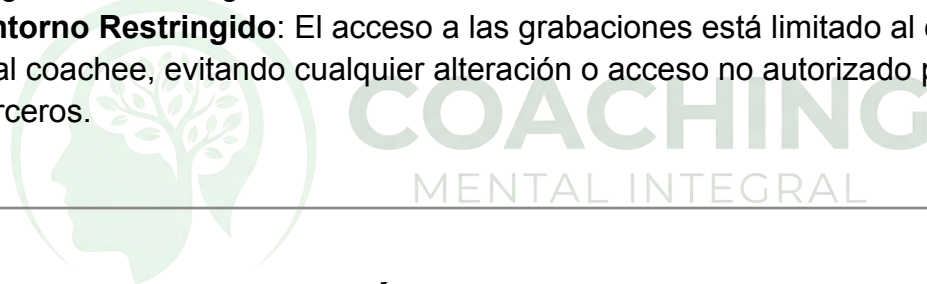 ntorno Restringido: El acceso a las grabaciones está limitado al
al coachee, evitando cualquier alteración o acceso no autorizado
rceros.
COACHING
MENTAL INTEGRAL